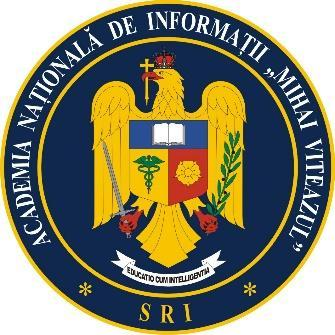 ACADEMIA NAȚIONALĂ DE INFORMAȚII „MIHAI VITEAZUL”
EDUCATIO CUM INTELLIGENTIA
* SRI *